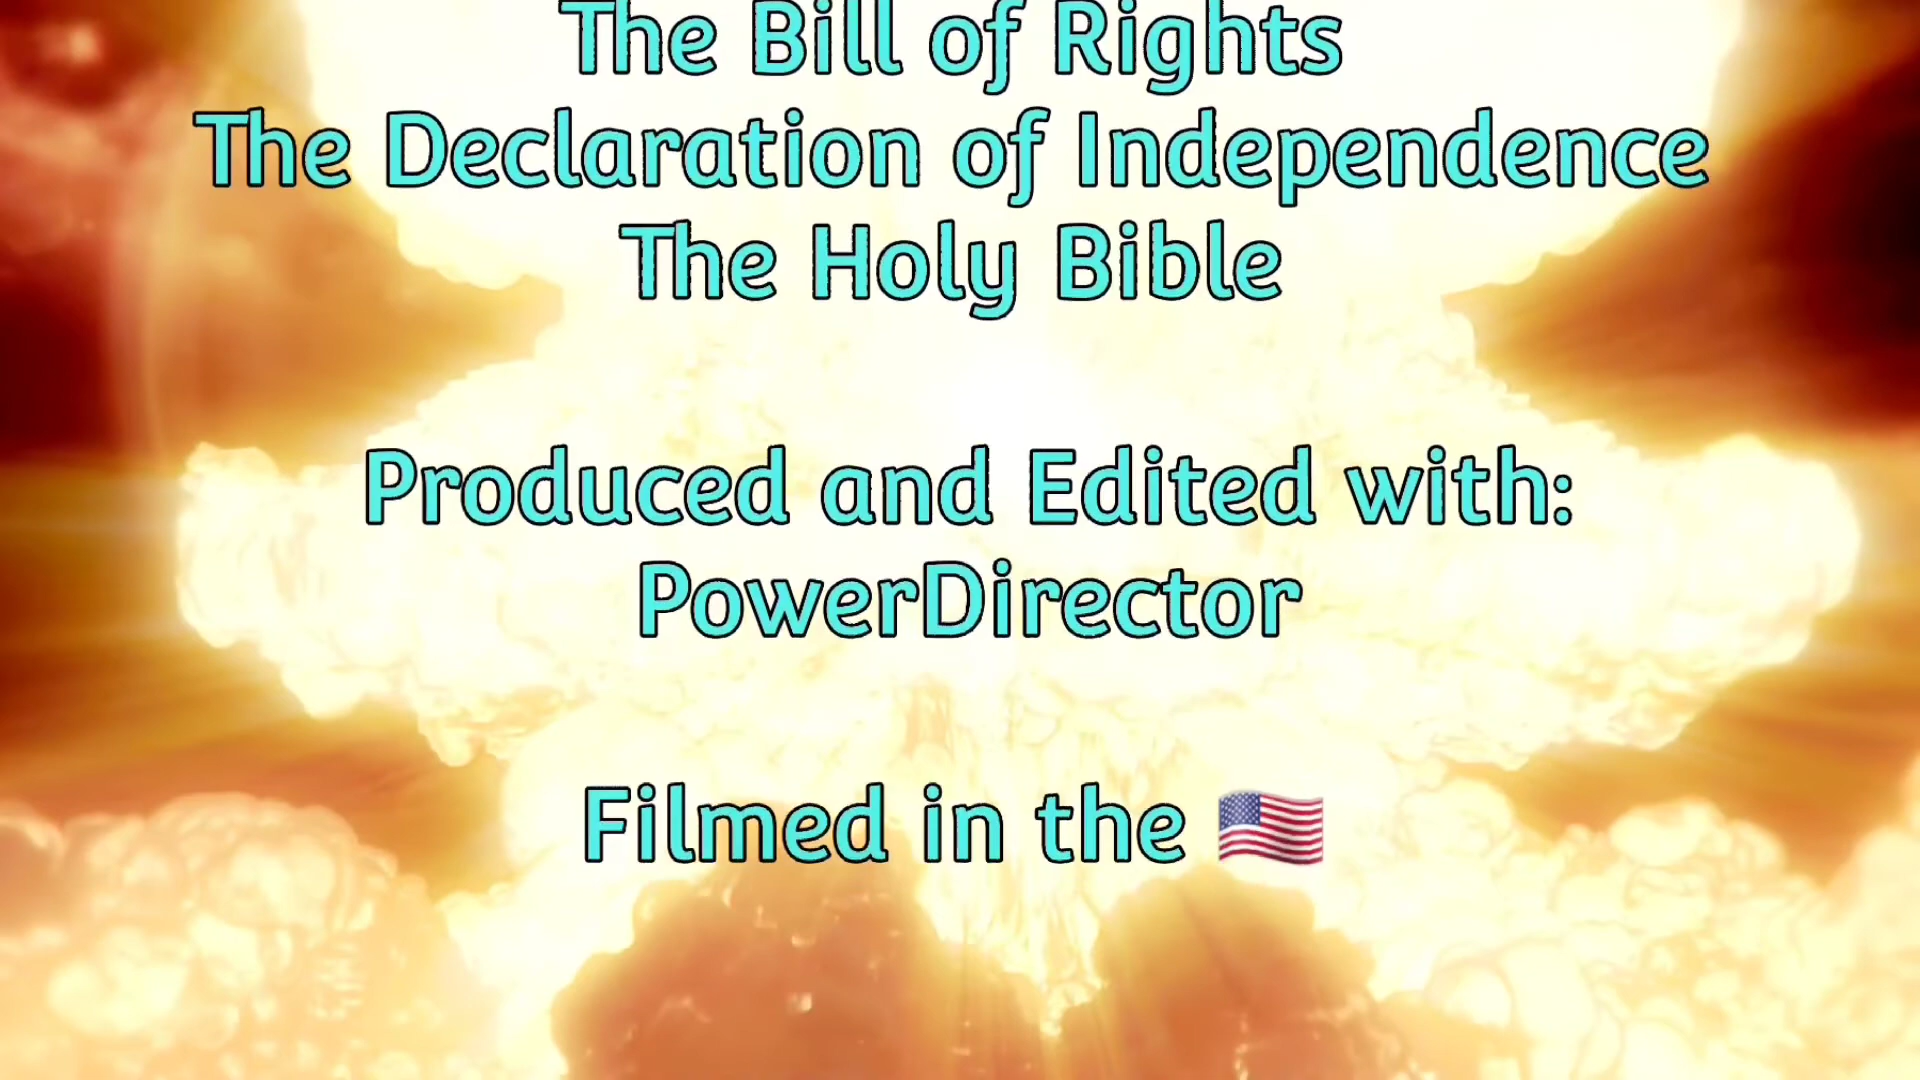 The Bill of Rights
The Declaration of Independence
The Holy Bible
Produced and Edited with:
PowerDirector
Filmed in the 🇺🇸